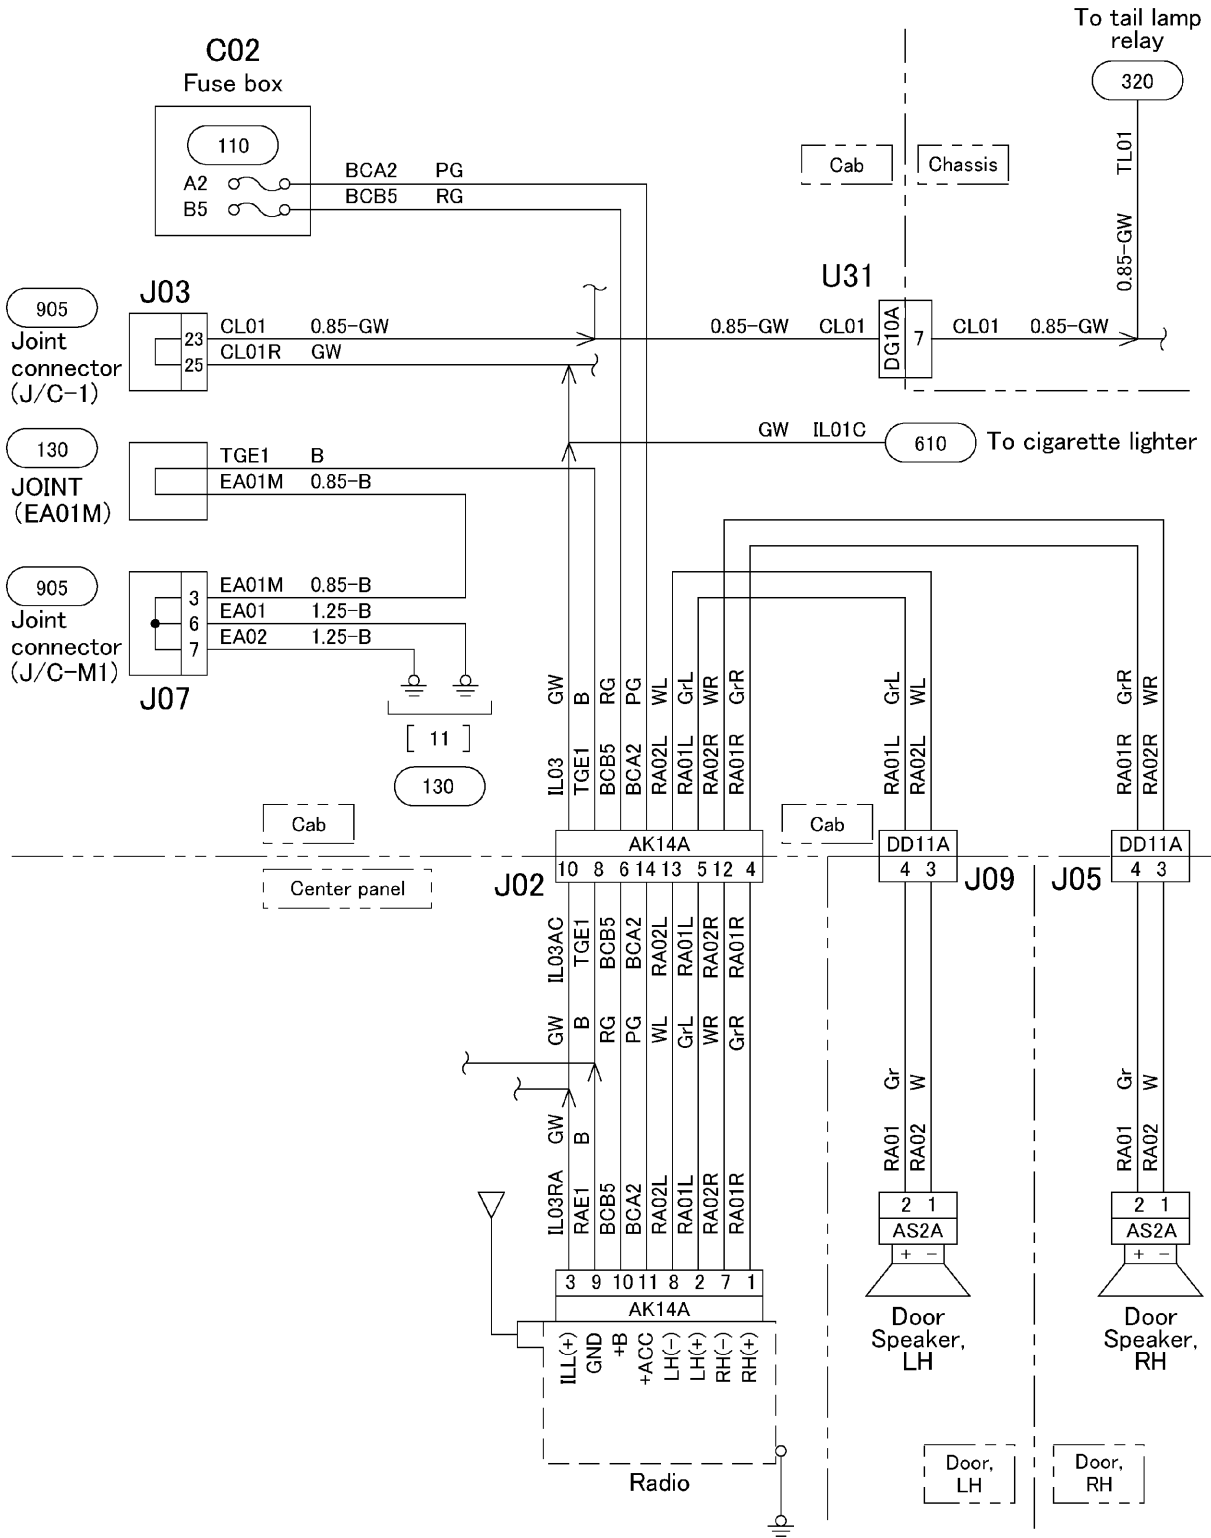 To tail lamp
relay
320
TL01
0.85-GW
C02
Fuse box
110
A2
B5
BCA2 PG
BCB5 RG
Cab
Chassis
U31
DG10A
7
905
Joint
connector
(J/C-1)
J03
23
25
CL01 0.85-GW
CL01R GW
0.85-GW CL01
CL01 0.85-GW
GW IL01C
610
To cigarette lighter
130
JOINT
(EA01M)
TGE1 B
EA01M 0.85-B
905
Joint
connector
(J/C-M1)
J07
3
6
7
EA01M 0.85-B
EA01 1.25-B
EA02 1.25-B
[ 11 ]
130
GW B RG PG WL GrL WR GrR
IL03 TGE1 BCB5 BCA2 RA02L RA01L RA02R RA01R
GrL WL
RA01L RA02L
GrR WR
RA01R RA02R
Cab
Cab
Center panel
J02
AK14A
10 8 6 14 13 5 12 4
DD11A
4 3
J09
J05
DD11A
4 3
IL03AC TGE1 BCB5 BCA2 RA02L RA01L RA02R RA01R
GW B RG PG WL GrL WR GrR
GW B
IL03RA RAE1 BCB5 BCA2 RA02L RA01L RA02R RA01R
Gr W
RA01 RA02
Gr W
RA01 RA02
3 9 10 11 8 2 7 1
AK14A
ILL(+) GND +B +ACC LH(-) LH(+) RH(-) RH(+)
Radio
2 1
AS2A
+ -
Door
Speaker,
LH
2 1
AS2A
+ -
Door
Speaker,
RH
Door,
LH
Door,
RH